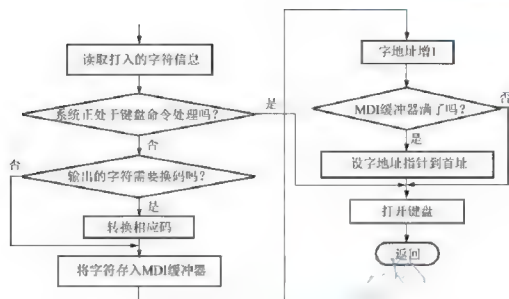 读取打入的字符信息
系统正处于键盘命令处理吗?
是
否
输出的字符需要换码吗?
否
是
转换相应码
将字符存入MDI缓冲器
字地址增1
MDI缓冲器满了吗?
否
是
设字地址指针到首址
打开键盘
返回